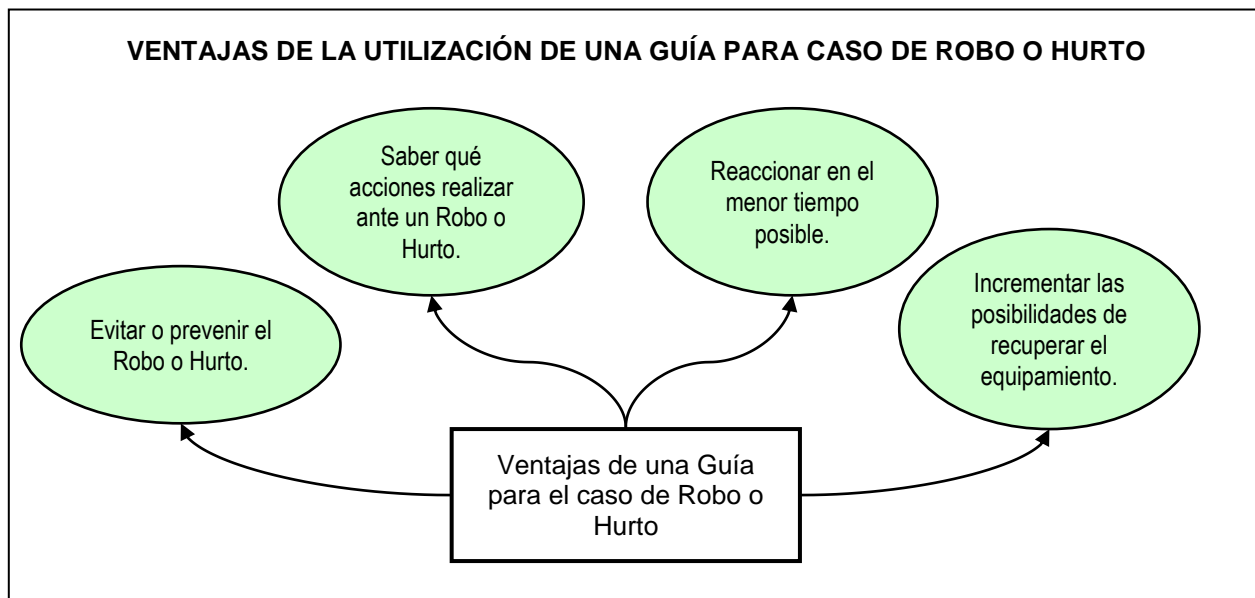 VENTAJAS DE LA UTILIZACIÓN DE UNA GUÍA PARA CASO DE ROBO O HURTO
Evitar o prevenir el
Robo o Hurto.
Saber qué
acciones realizar
ante un Robo o
Hurto.
Reaccionar en el
menor tiempo
posible.
Incrementar las
posibilidades de
recuperar el
equipamiento.
Ventajas de una Guía
para el caso de Robo o
Hurto